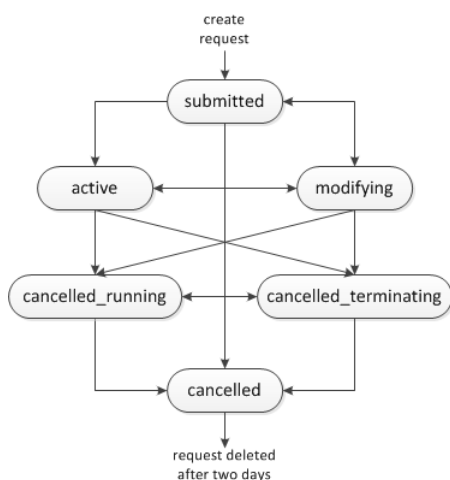 create
request
submitted
active
modifying
cancelled_running
cancelled_terminating
cancelled
request deleted
after two days